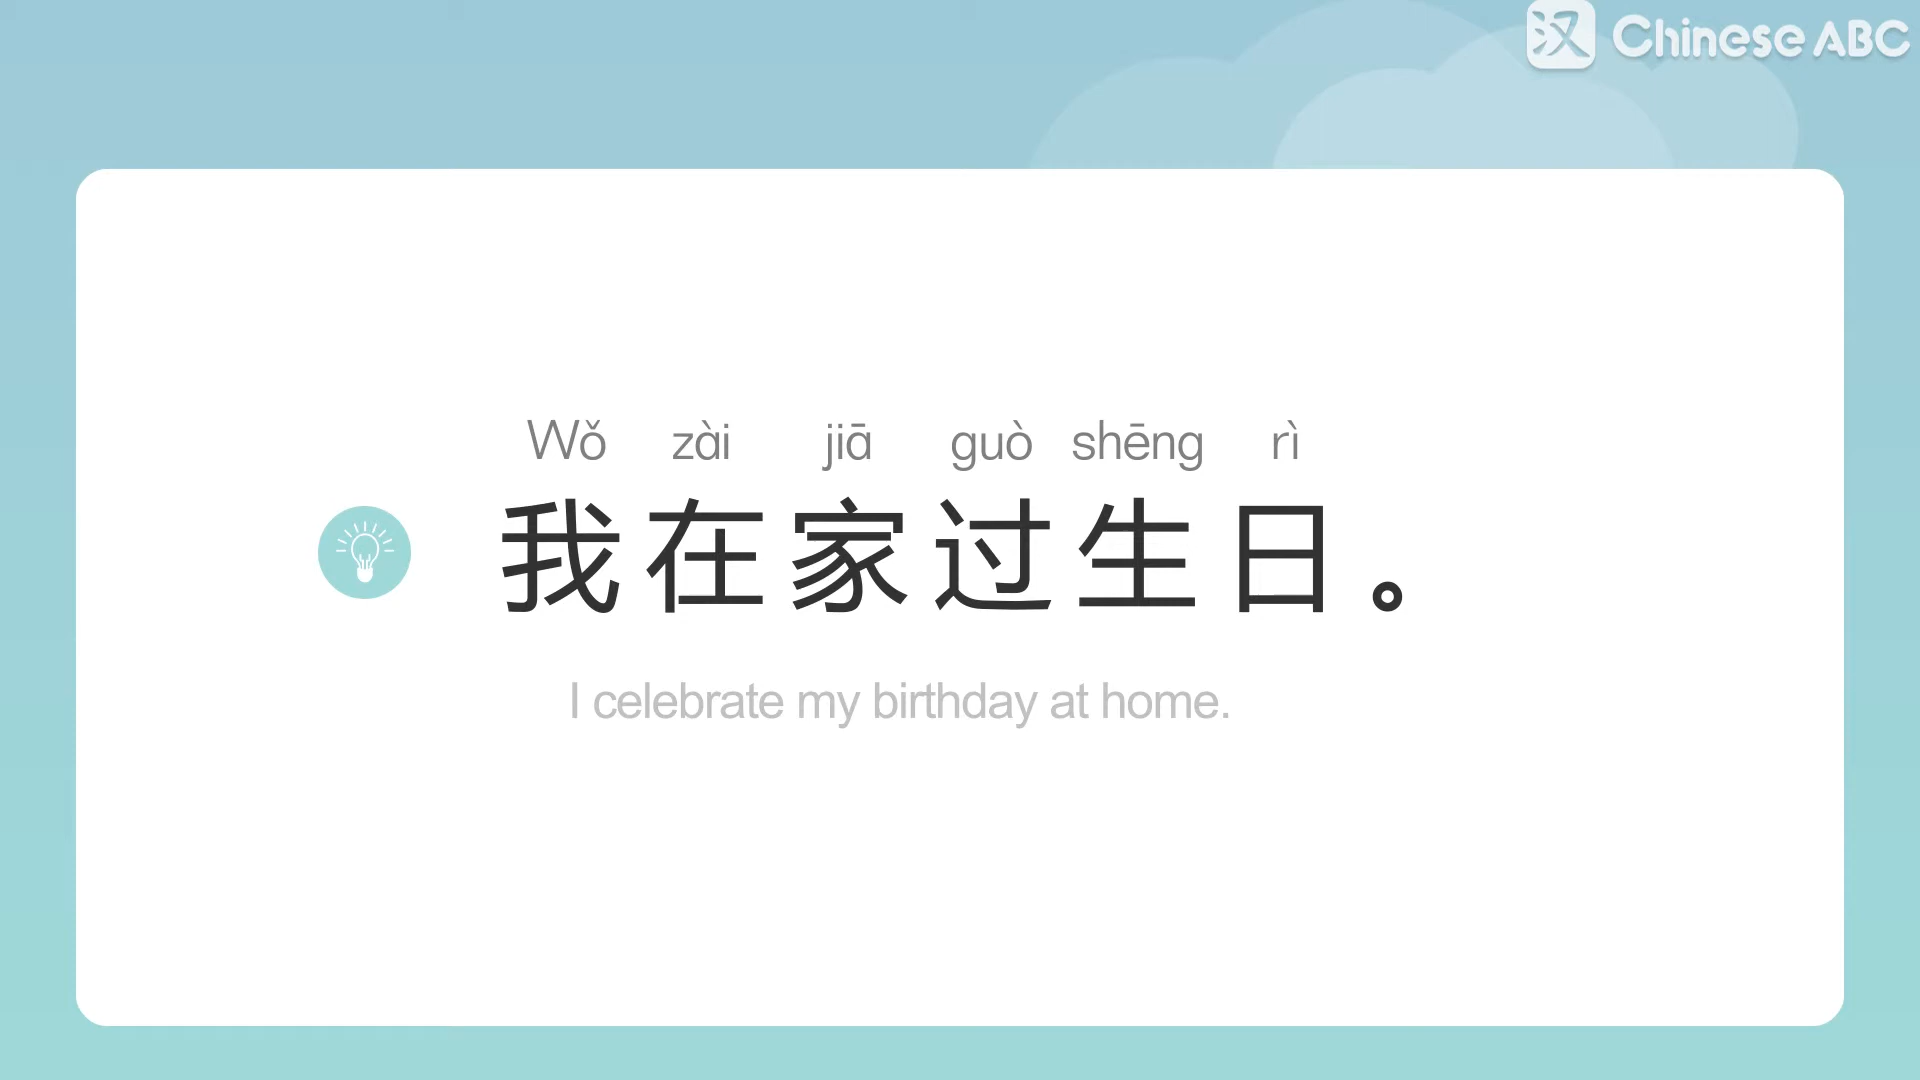 汉 Chinese ABC
Wǒ zài jiā guò shēng rì
我在家过生日。
I celebrate my birthday at home.